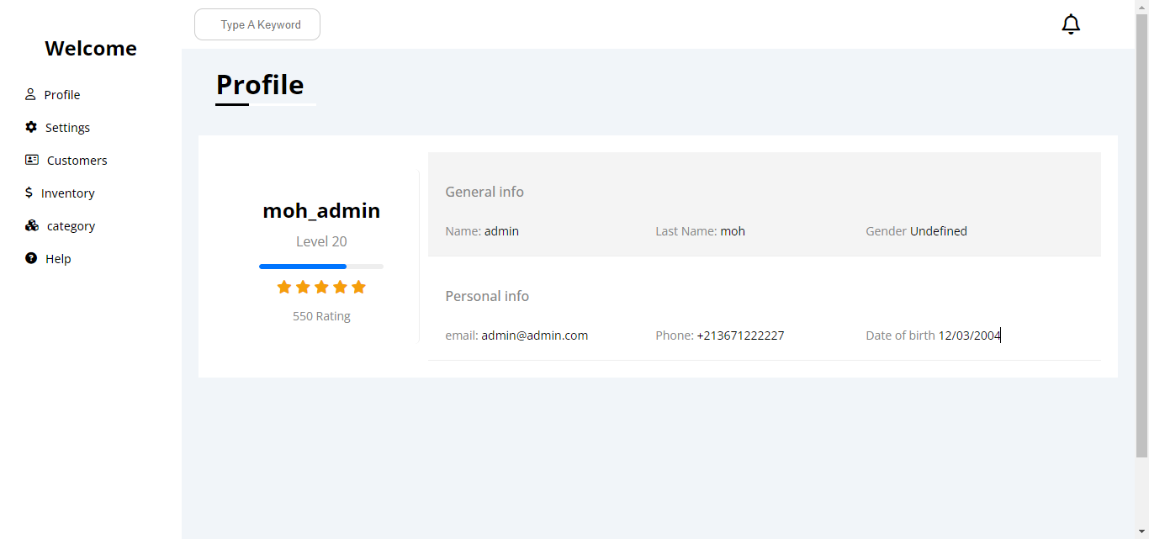 Welcome
Profile
Settings
Customers
Inventory
category
Help
Type A Keyword
Profile
moh_admin
Level 20
550 Rating
General info
Name: admin Last Name: moh Gender Undefined
Personal info
email: admin@admin.com Phone: +213671222227 Date of birth 12/03/2004